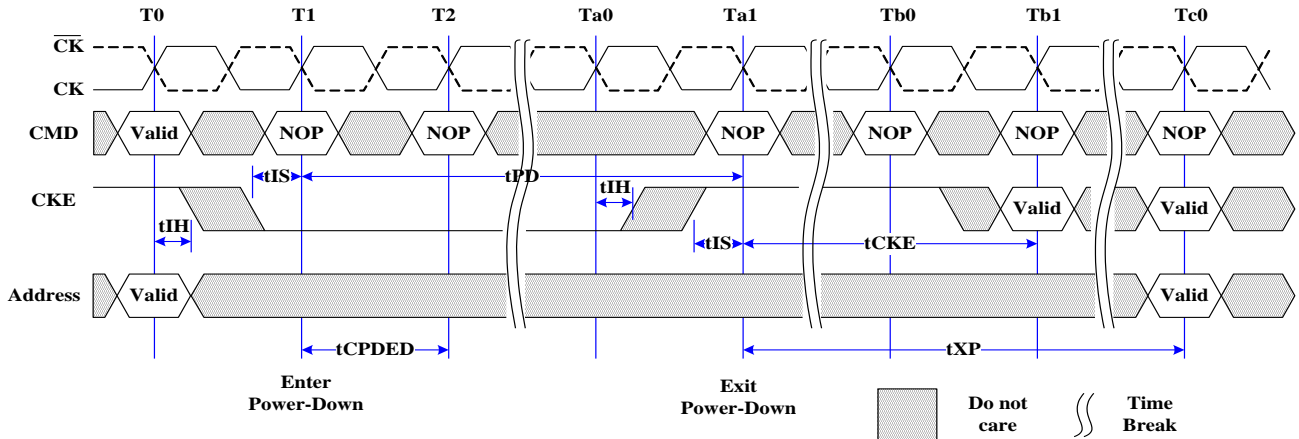 T0 T1 T2 Ta0 Ta1 Tb0 Tb1 Tc0
CK
CK
CMD Valid NOP NOP NOP NOP NOP NOP
tIS tPD tIH
CKE Valid Valid
tIH tIS tCKE
Address Valid Valid
tCPDED tXP
Enter
Power-Down
Exit
Power-Down
Do not
care
Time
Break